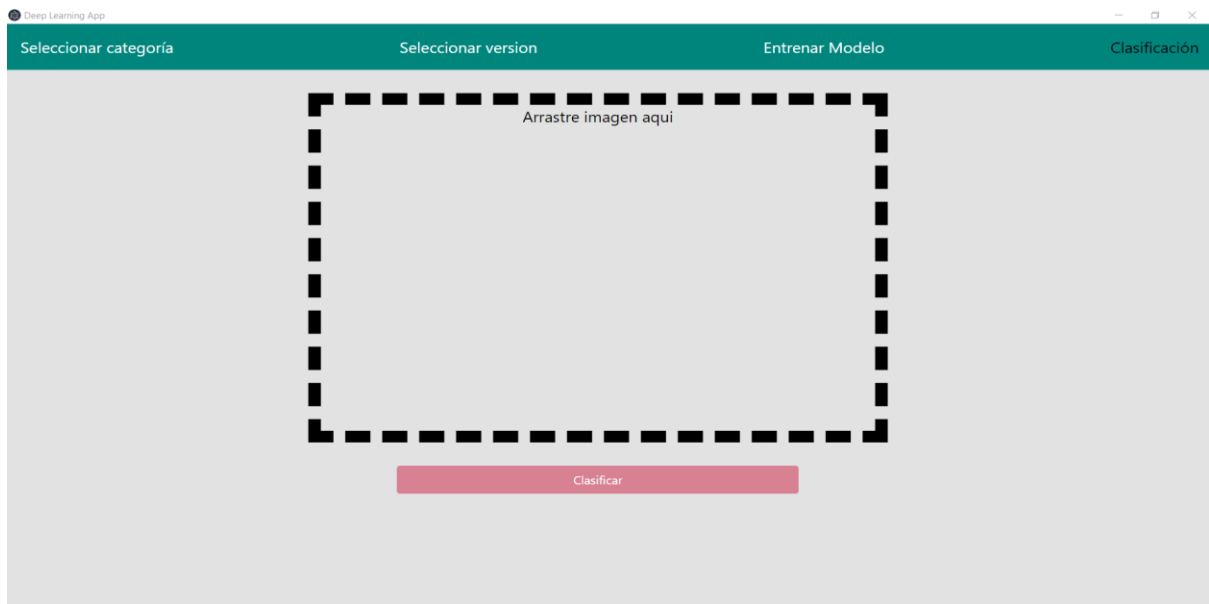 Deep Learning App
Seleccionar categoría Seleccionar version Entrenar Modelo Clasificación
Arrastre imagen aqui
Clasificar